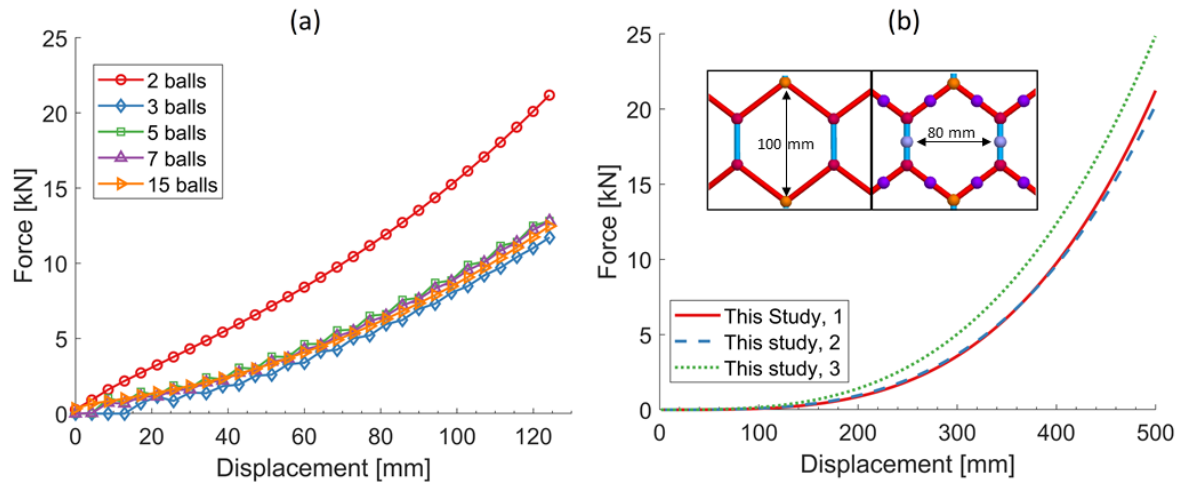 (a)
25
20
15
10
5
0
Force [kN]
2 balls
3 balls
5 balls
7 balls
15 balls
0 20 40 60 80 100 120
Displacement [mm]
(b)
25
20
15
10
5
0
Force [kN]
100 mm
80 mm
This Study, 1
This study, 2
This study, 3
0 100 200 300 400 500
Displacement [mm]